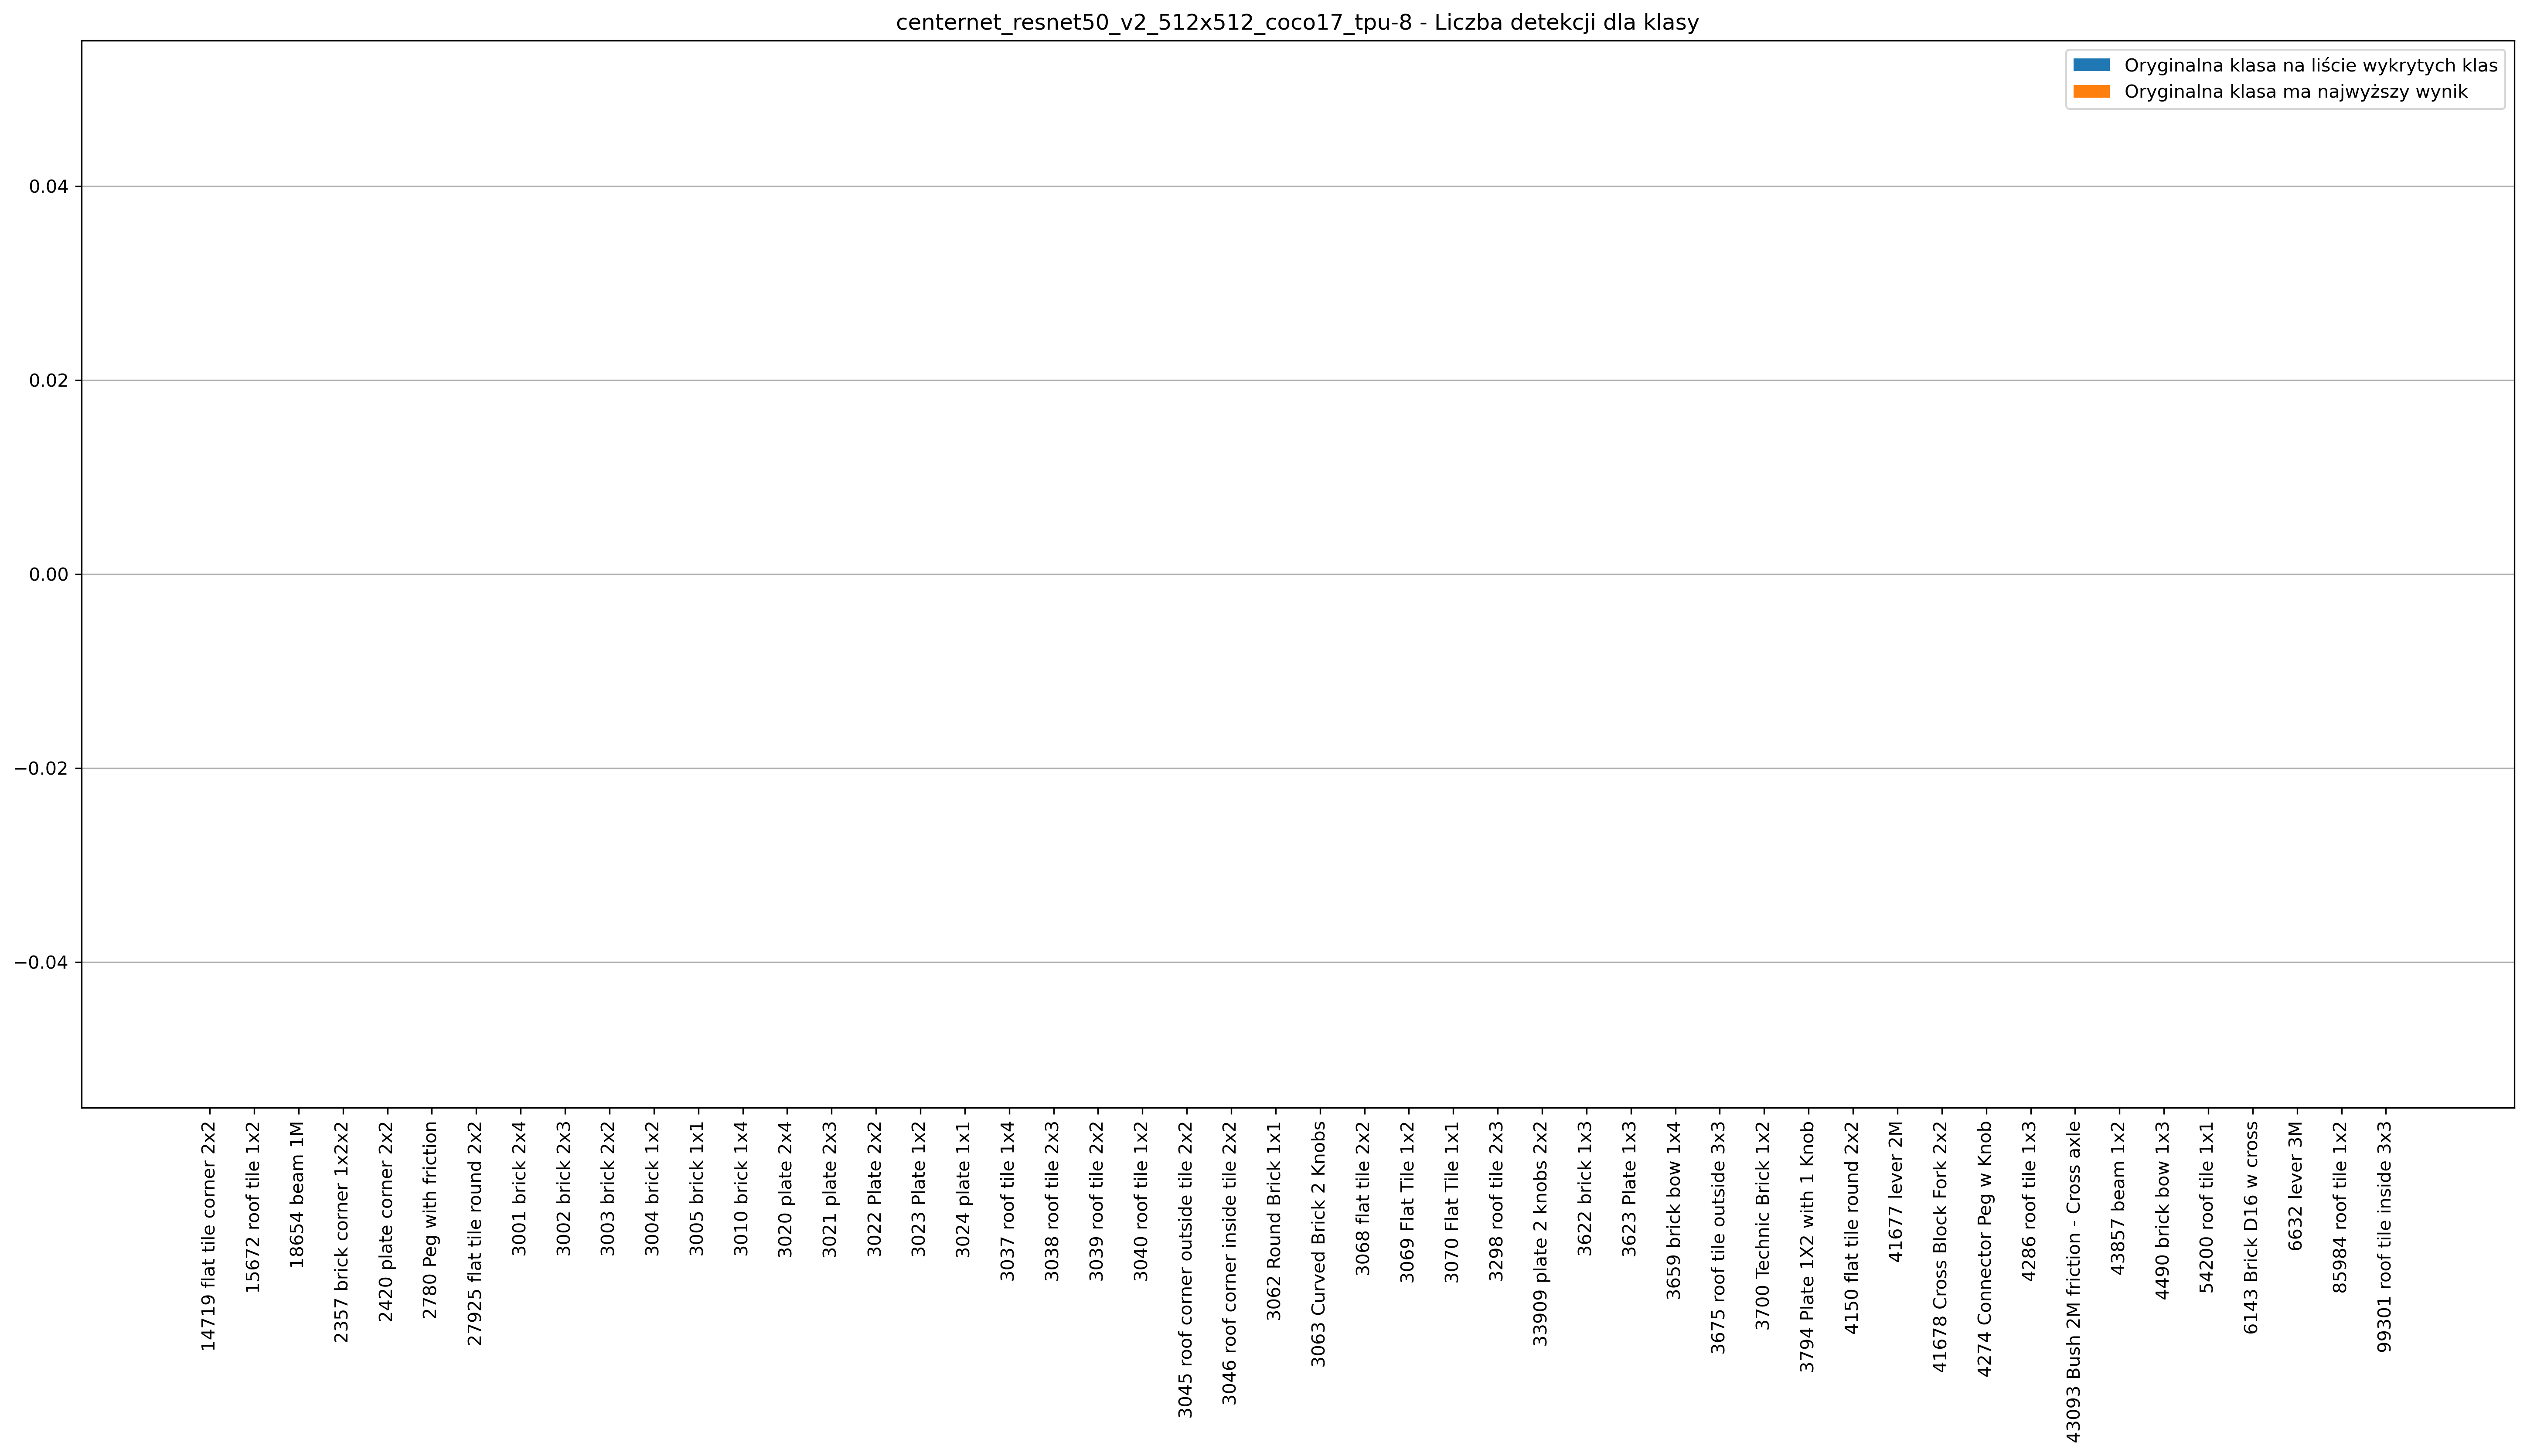 centernet_resnet50_v2_512x512_coco17_tpu-8 - Liczba detekcji dla klasy
Oryginalna klasa na liście wykrytych klas
Oryginalna klasa ma najwyższy wynik
0.04
0.02
0.00
−0.02
−0.04
14719 flat tile corner 2x2
15672 roof tile 1x2
18654 beam 1M
2357 brick corner 1x2x2
2420 plate corner 2x2
2780 Peg with friction
27925 flat tile round 2x2
3001 brick 2x4
3002 brick 2x3
3003 brick 2x2
3004 brick 1x2
3005 brick 1x1
3010 brick 1x4
3020 plate 2x4
3021 plate 2x3
3022 Plate 2x2
3023 Plate 1x2
3024 plate 1x1
3037 roof tile 1x4
3038 roof tile 2x3
3039 roof tile 2x2
3040 roof tile 1x2
3045 roof corner outside tile 2x2
3046 roof corner inside tile 2x2
3062 Round Brick 1x1
3063 Curved Brick 2 Knobs
3068 flat tile 2x2
3069 Flat Tile 1x2
3070 Flat Tile 1x1
3298 roof tile 2x3
33909 plate 2 knobs 2x2
3622 brick 1x3
3623 Plate 1x3
3659 brick bow 1x4
3675 roof tile outside 3x3
3700 Technic Brick 1x2
3794 Plate 1X2 with 1 Knob
4150 flat tile round 2x2
41677 lever 2M
41678 Cross Block Fork 2x2
4274 Connector Peg w Knob
4286 roof tile 1x3
43093 Bush 2M friction - Cross axle
43857 beam 1x2
4490 brick bow 1x3
54200 roof tile 1x1
6143 Brick D16 w cross
6632 lever 3M
85984 roof tile 1x2
99301 roof tile inside 3x3